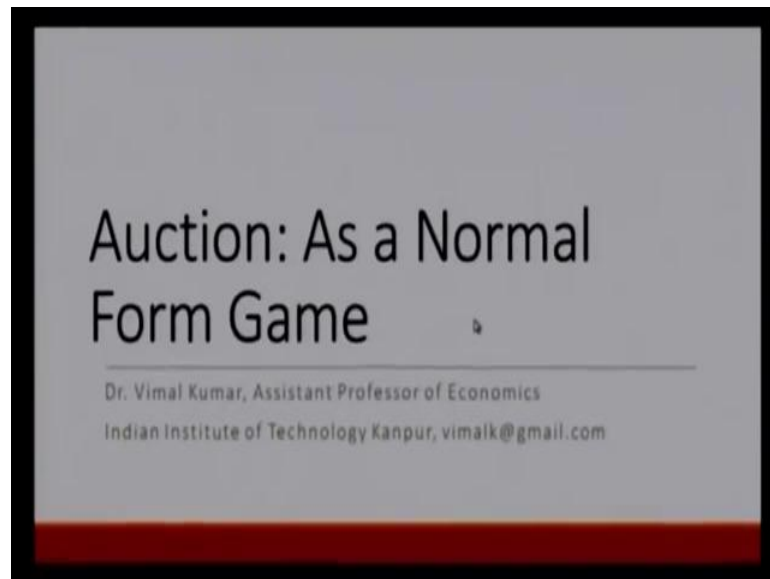 Auction: As a Normal
Form Game
Dr. Vimal Kumar, Assistant Professor of Economics
Indian Institute of Technology Kanpur, vimalk@gmail.com